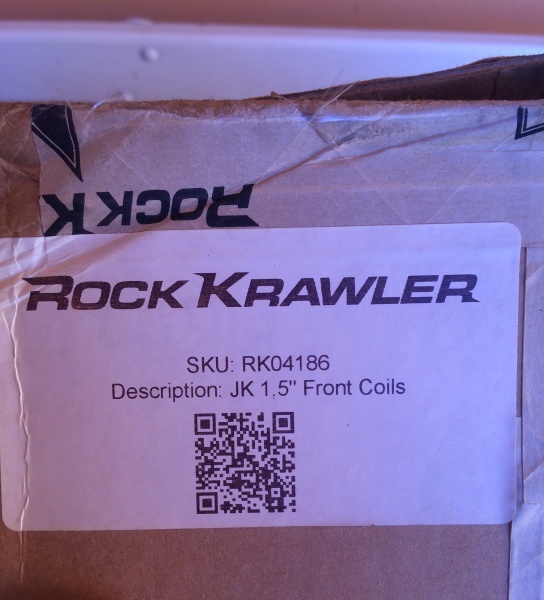 ROCK K
ROCK KRAWLER
SKU: RK04186
Description: JK 1.5" Front Coils